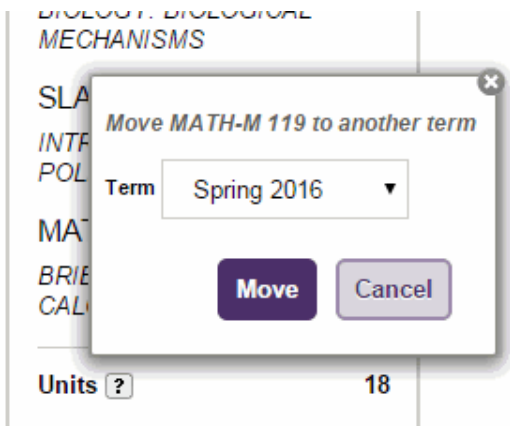 BIOLOGY: BIOLOGICAL
MECHANISMS
SLA
Move MATH-M 119 to another term
INTR
POL
Term Spring 2016
MAT
BRIE
CAL
Move Cancel
Units ? 18